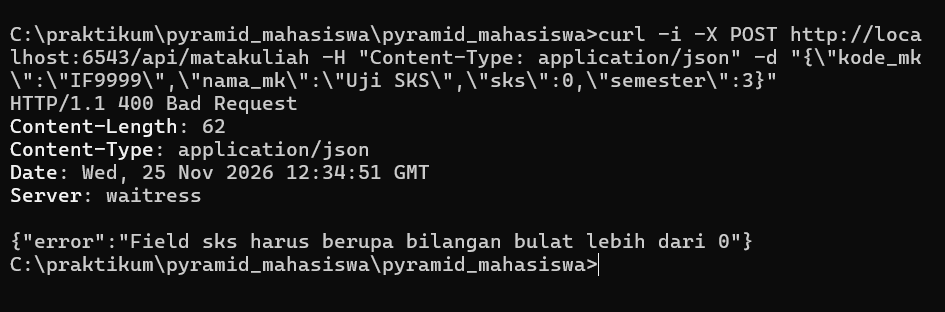 C:\praktikum\pyramid_mahasiswa\pyramid_mahasiswa>curl -i -X POST http://loca
lhost:6543/api/matakuliah -H "Content-Type: application/json" -d "{\"kode_mk
\":\"IF9999\",\"nama_mk\":\"Uji SKS\",\"sks\":0,\"semester\":3}"
HTTP/1.1 400 Bad Request
Content-Length: 62
Content-Type: application/json
Date: Wed, 25 Nov 2026 12:34:51 GMT
Server: waitress

{"error":"Field sks harus berupa bilangan bulat lebih dari 0"}
C:\praktikum\pyramid_mahasiswa\pyramid_mahasiswa>